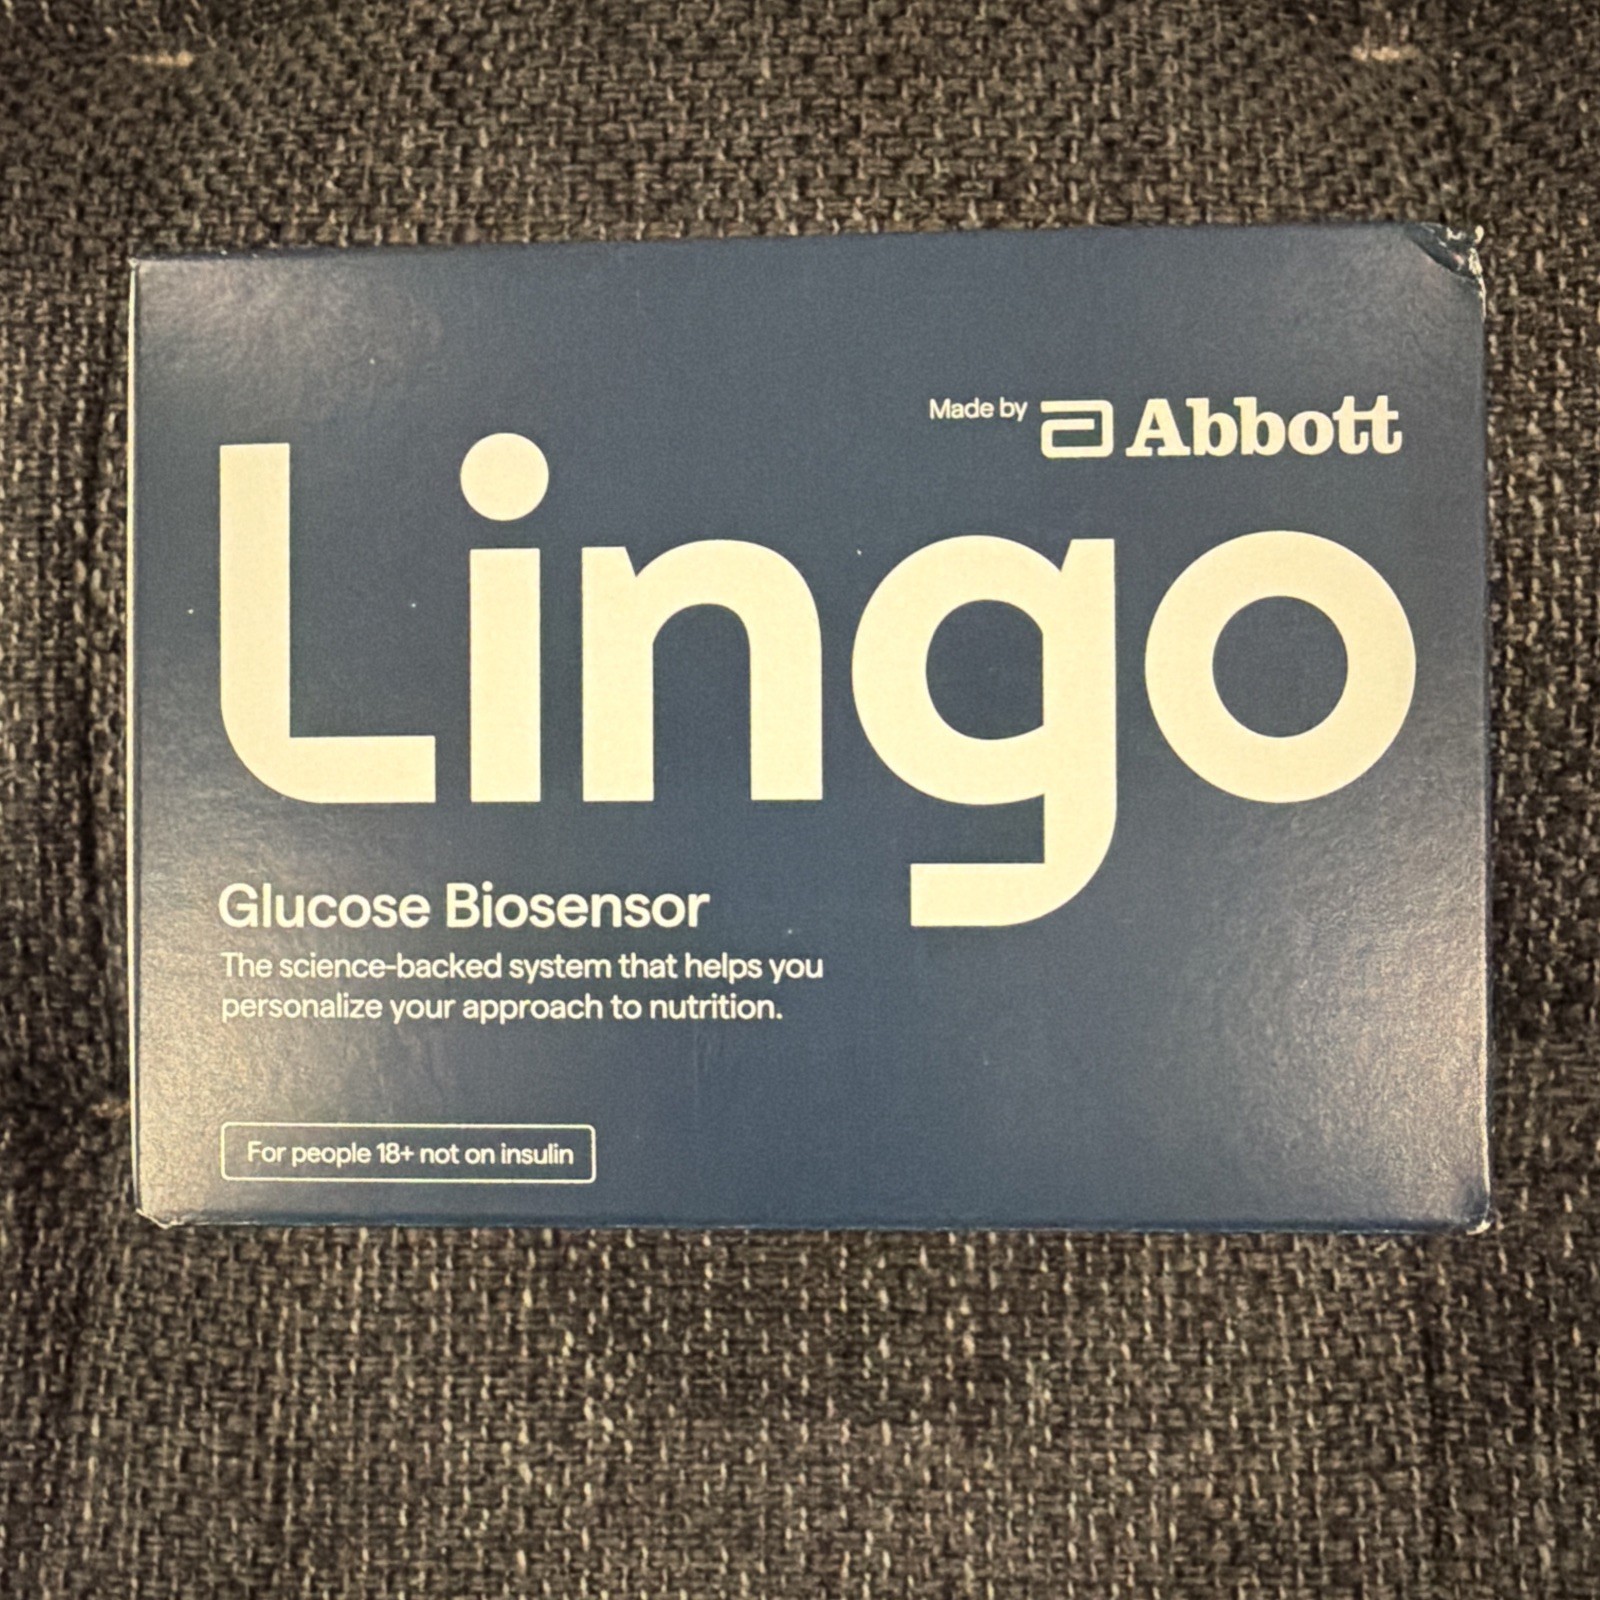 Made by Abbott
Lingo
Glucose Biosensor
The science-backed system that helps you
personalize your approach to nutrition.
For people 18+ not on insulin